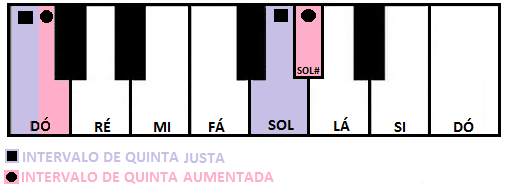 SOL#
DÓ RÉ MI FÁ SOL LÁ SI DÓ
INTERVALO DE QUINTA JUSTA
INTERVALO DE QUINTA AUMENTADA